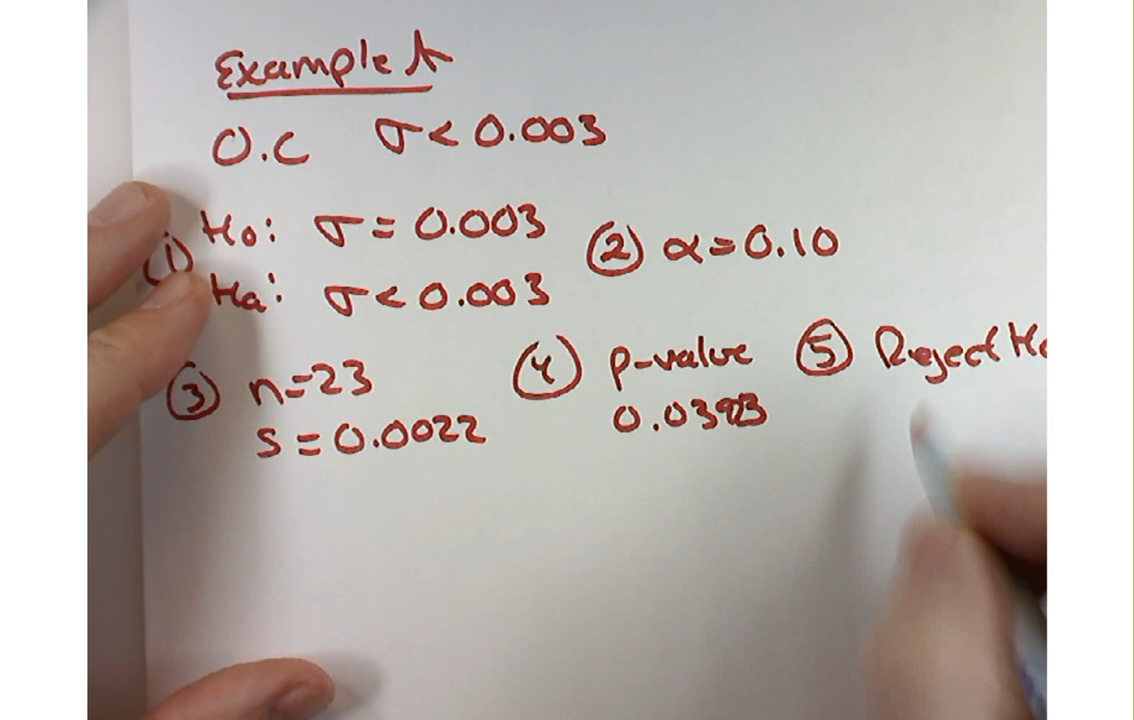 Example A
O.C σ < 0.003
(1) Ho: σ = 0.003
Ha: σ < 0.003
(2) α = 0.10
(3) n = 23
s = 0.0022
(4) p-value
(5) Reject Ho